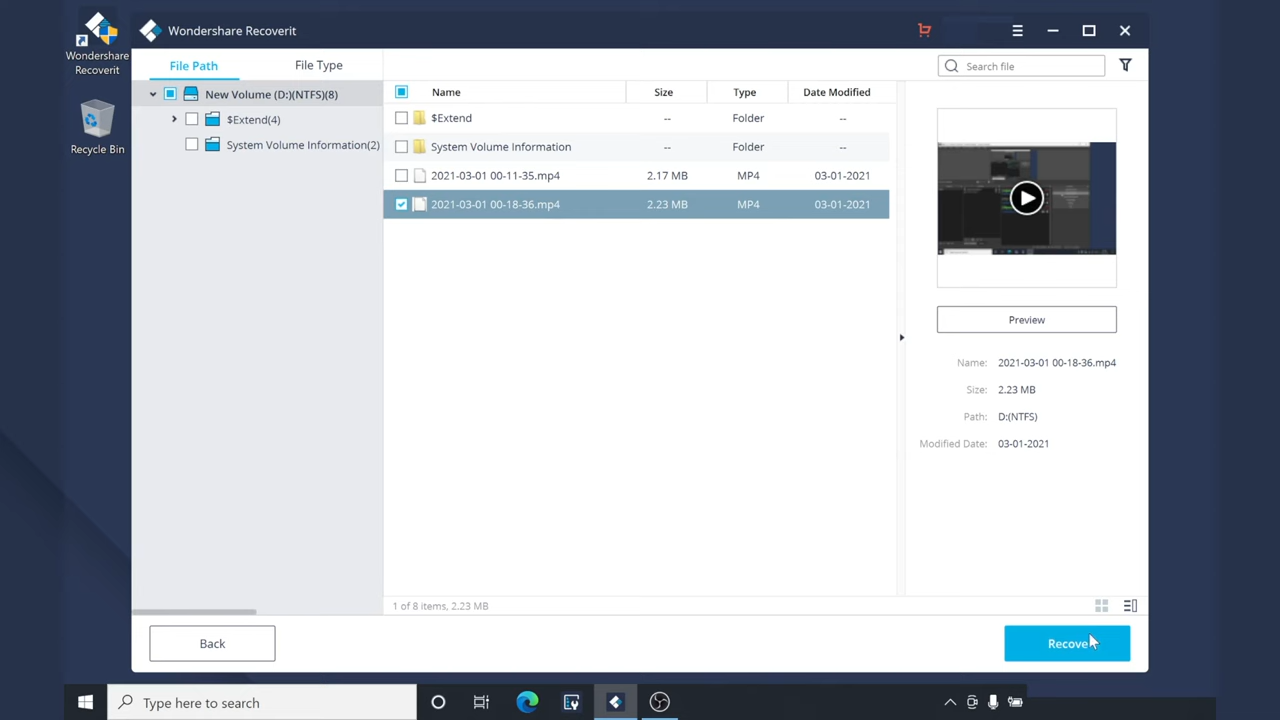 Wondershare Recoverit
Wondershare
Recoverit
Recycle Bin
File Path
File Type
Search file
New Volume (D:)(NTFS)(8)
$Extend(4)
System Volume Information(2)
Name Size Type Date Modified
$Extend -- Folder --
System Volume Information -- Folder --
2021-03-01 00-11-35.mp4 2.17 MB MP4 03-01-2021
2021-03-01 00-18-36.mp4 2.23 MB MP4 03-01-2021
Preview
Name: 2021-03-01 00-18-36.mp4
Size: 2.23 MB
Path: D:(NTFS)
Modified Date: 03-01-2021
1 of 8 items, 2.23 MB
Back
Recover
Type here to search